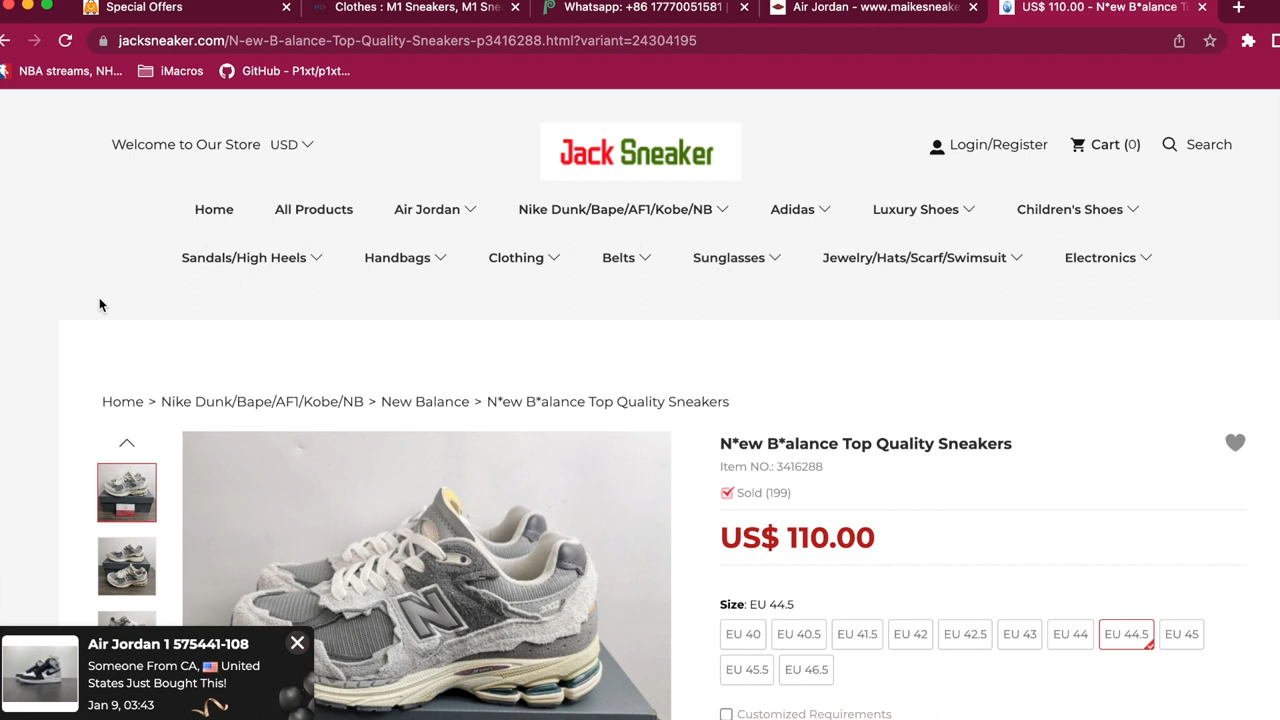 Special Offers
Clothes : M1 Sneakers, M1 Sne
Whatsapp: +86 17770051581
Air Jordan - www.maikesneake
US$ 110.00 - N*ew B*alance T
jacksneaker.com/N-ew-B-alance-Top-Quality-Sneakers-p3416288.html?variant=24304195
NBA streams, NH...
iMacros
GitHub - P1xt/p1xt...
Welcome to Our Store USD
Jack Sneaker
Login/Register
Cart (0)
Search
Home
All Products
Air Jordan
Nike Dunk/Bape/AF1/Kobe/NB
Adidas
Luxury Shoes
Children's Shoes
Sandals/High Heels
Handbags
Clothing
Belts
Sunglasses
Jewelry/Hats/Scarf/Swimsuit
Electronics
Home > Nike Dunk/Bape/AF1/Kobe/NB > New Balance > N*ew B*alance Top Quality Sneakers
N*ew B*alance Top Quality Sneakers
Item NO.: 3416288
Sold (199)
US$ 110.00
Size: EU 44.5
EU 40
EU 40.5
EU 41.5
EU 42
EU 42.5
EU 43
EU 44
EU 44.5
EU 45
EU 45.5
EU 46.5
Customized Requirements
Air Jordan 1 575441-108
Someone From CA, United
States Just Bought This!
Jan 9, 03:43
N